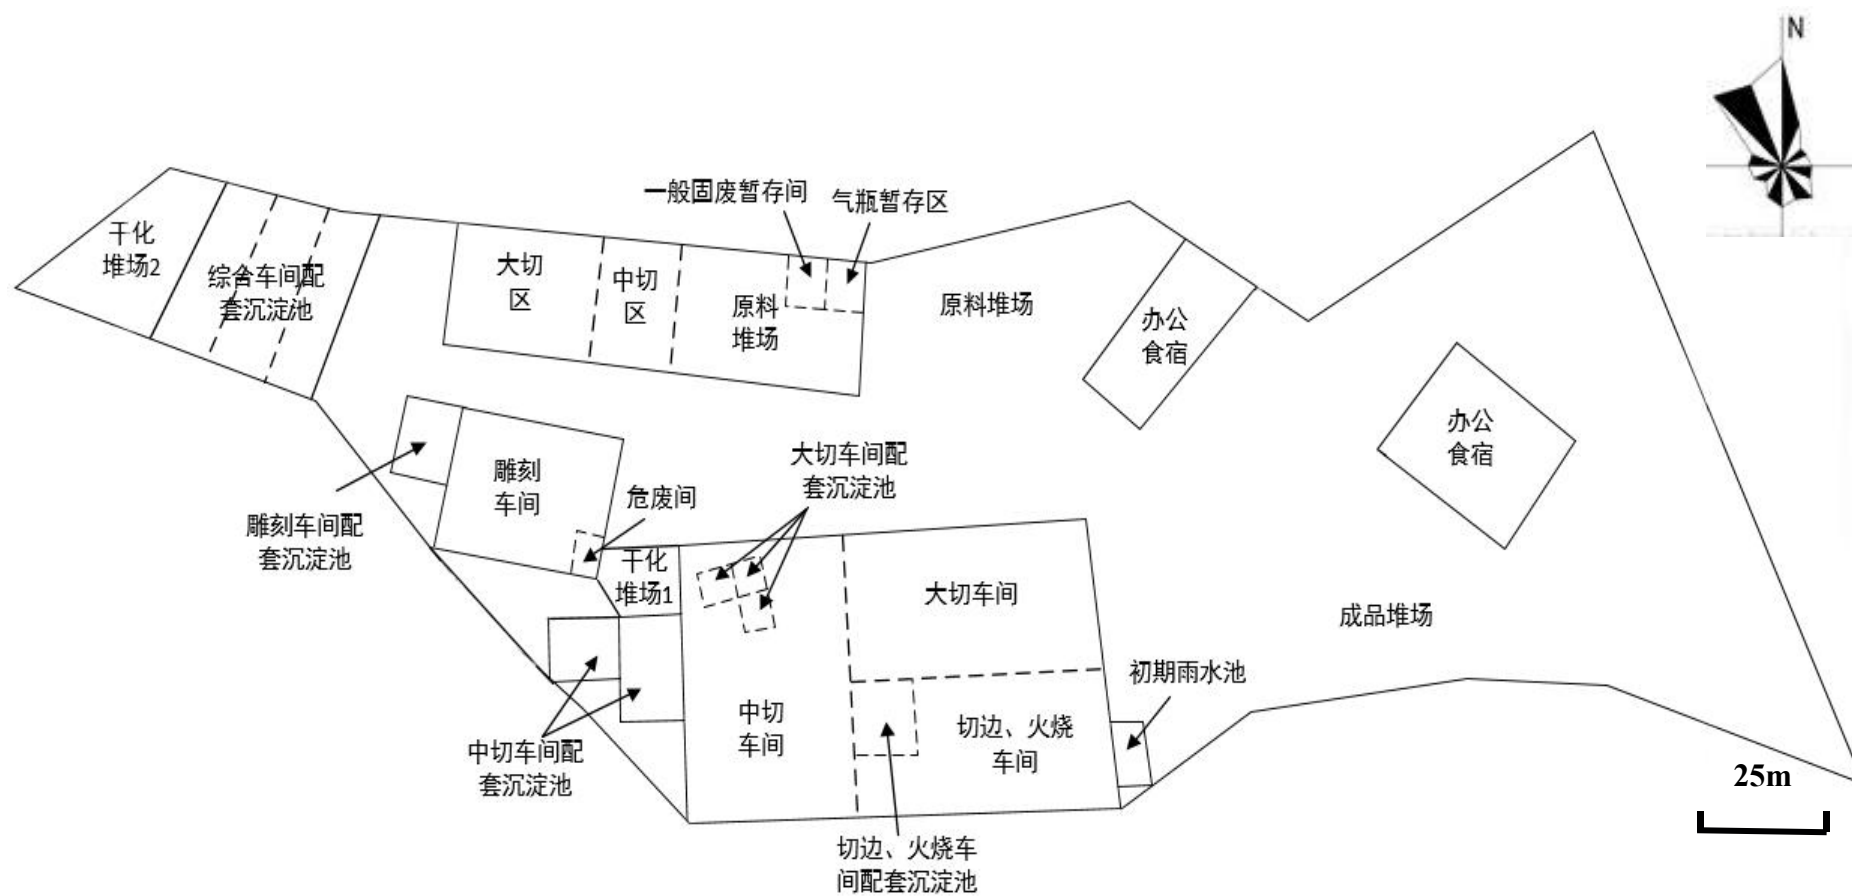 N
一般固废暂存间
气瓶暂存区
干化
堆场2
综合车间配
套沉淀池
大切
区
中切
区
原料
堆场
原料堆场
办公
食宿
办公
食宿
雕刻
车间
雕刻车间配
套沉淀池
危废间
大切车间配
套沉淀池
干化
堆场1
大切车间
成品堆场
初期雨水池
中切
车间
切边、火烧
车间
中切车间配
套沉淀池
切边、火烧车
间配套沉淀池
25m